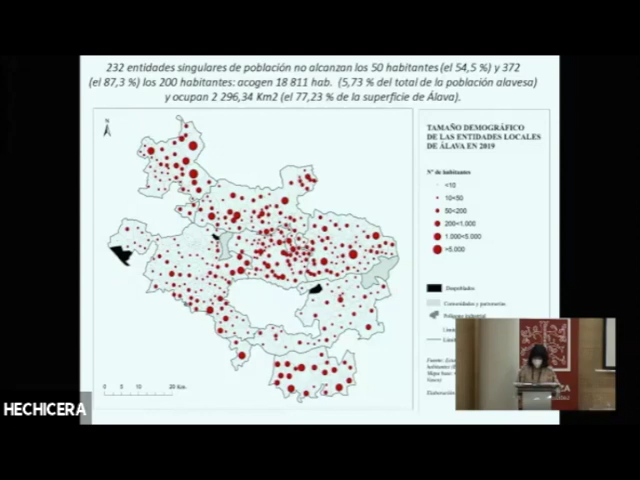 232 entidades singulares de población no alcanzan los 50 habitantes (el 54,5 %) y 372
(el 87,3 %) los 200 habitantes: acogen 18 811 hab. (5,73 % del total de la población alavesa)
y ocupan 2 296,34 Km2 (el 77,23 % de la superficie de Álava).
N
TAMAÑO DEMOGRÁFICO
DE LAS ENTIDADES LOCALES
DE ÁLAVA EN 2019
Nº de habitantes
<10
10<50
50<200
200<1.000
1.000<5.000
>5.000
Despoblados
Comunidades y parzonerías
Polígono industrial
0 5 10 20 Km.
HECHICERA